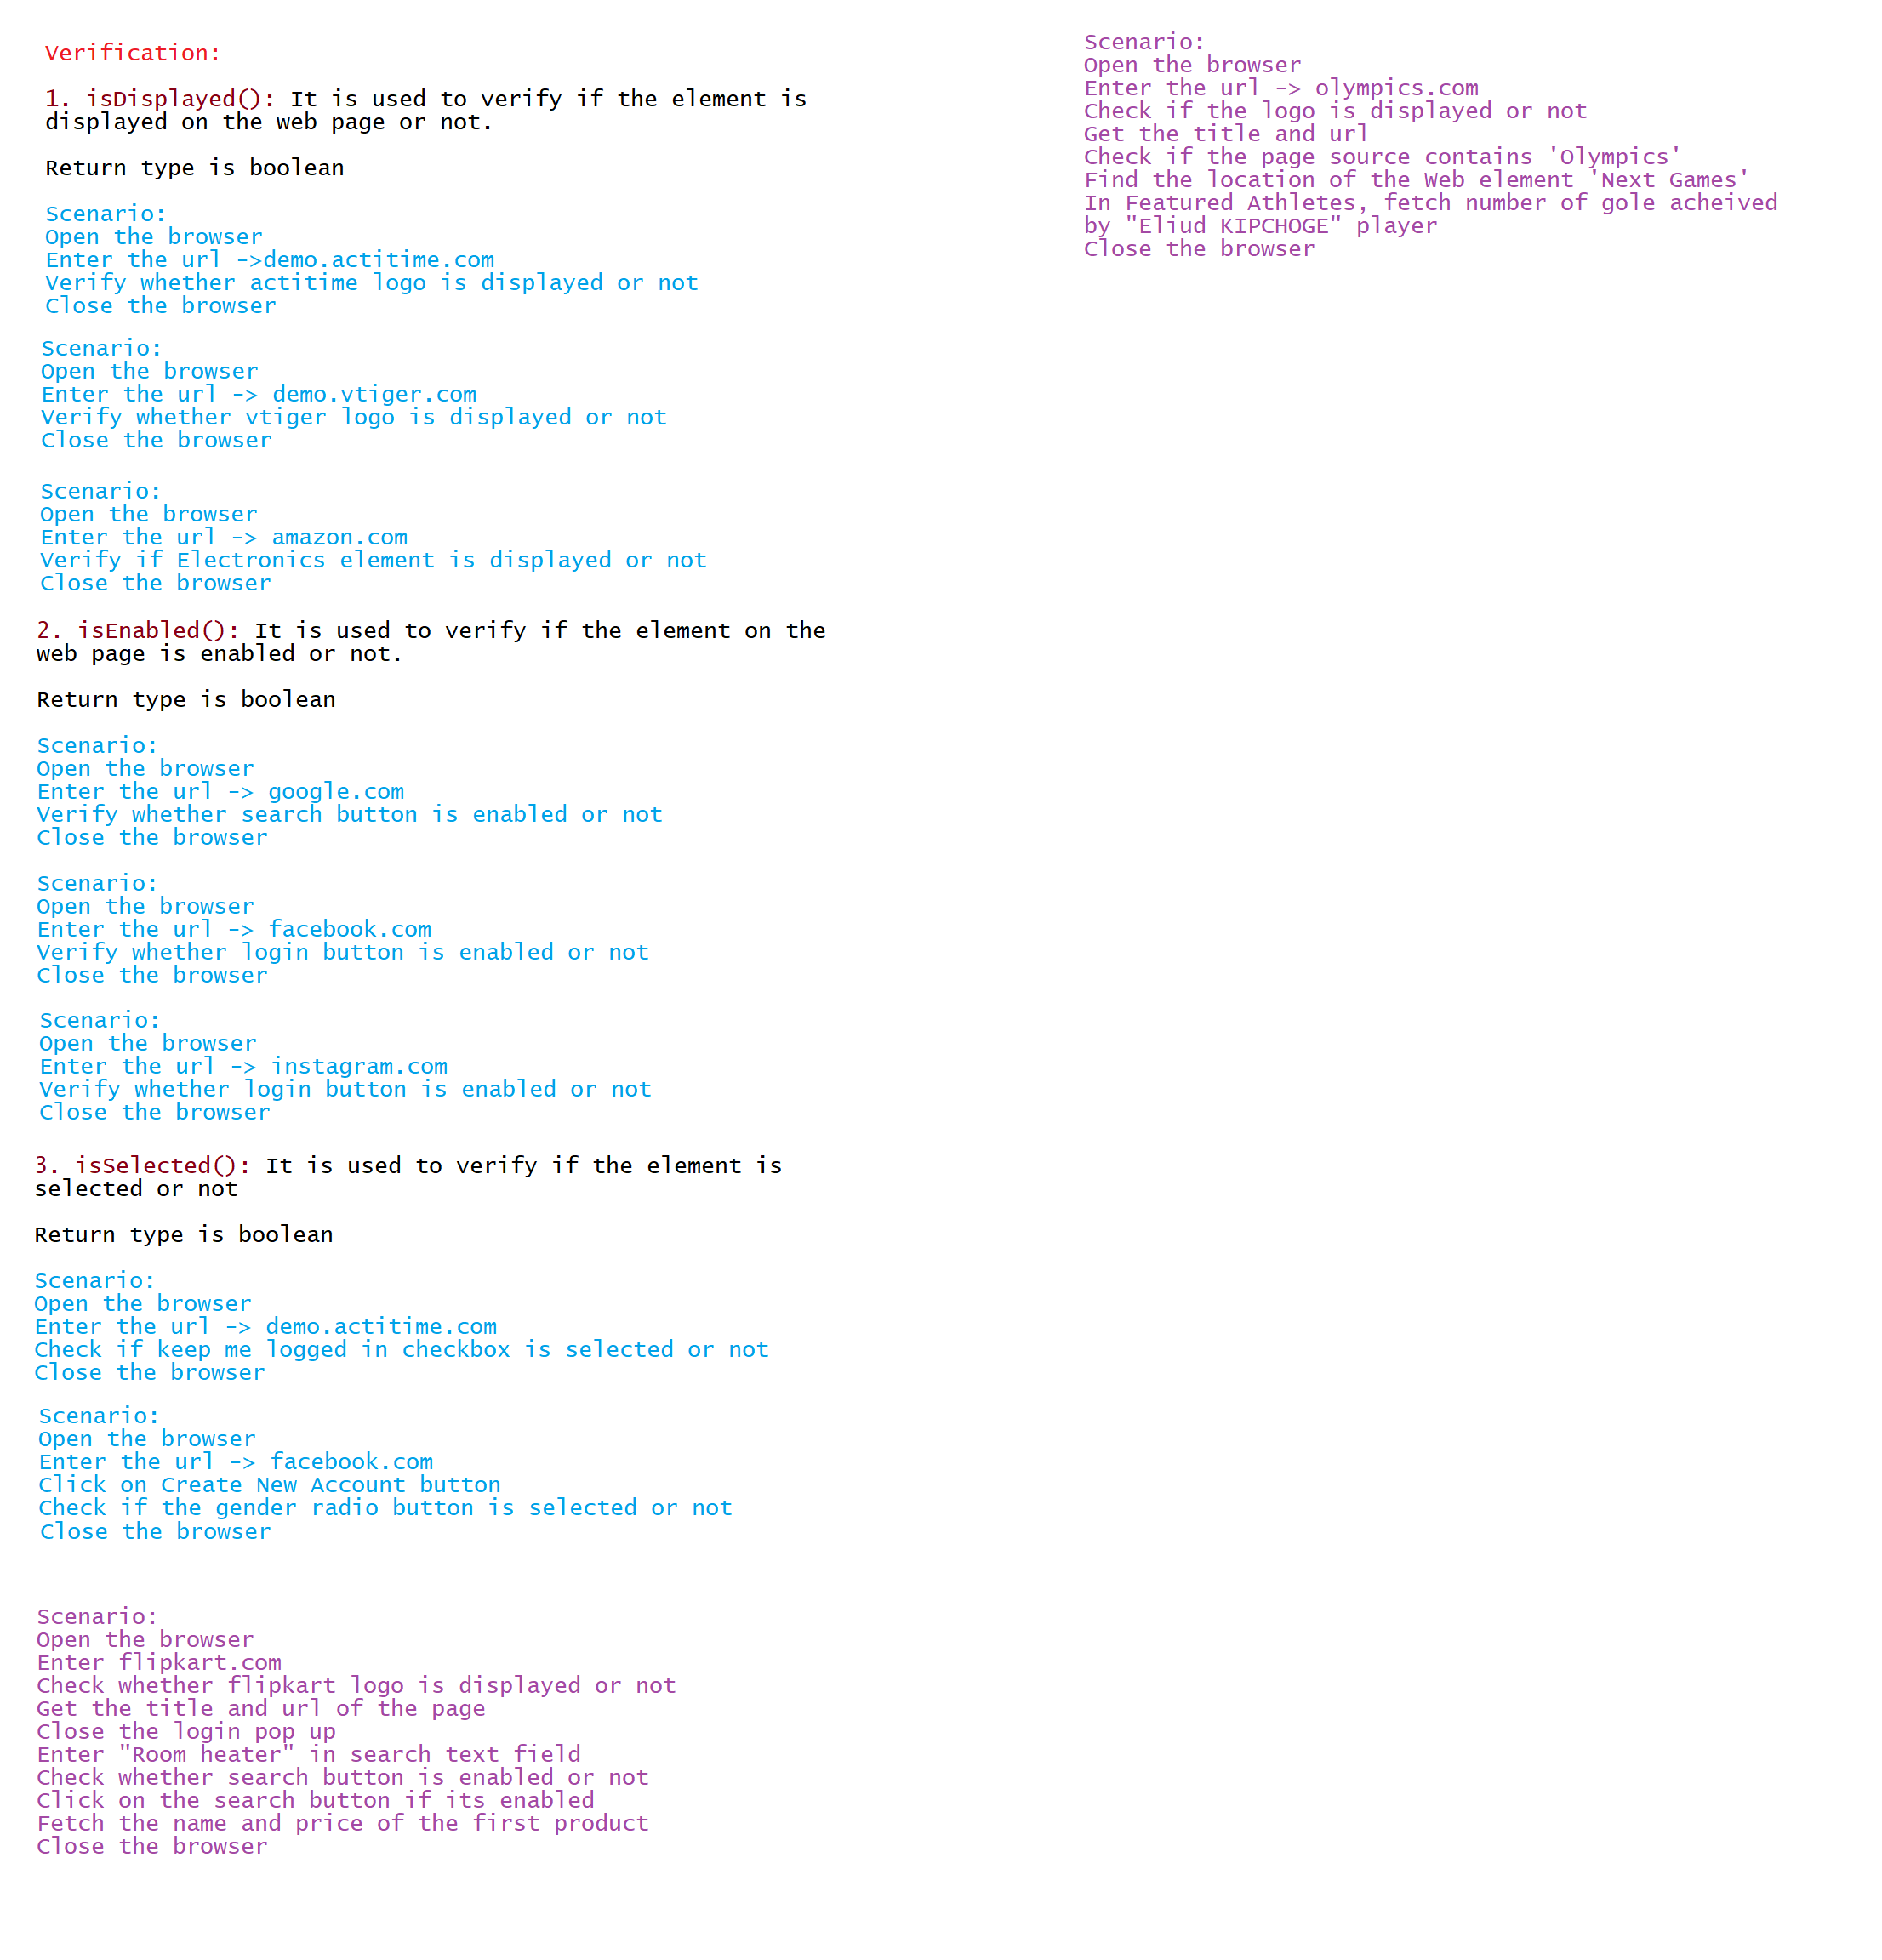 Verification:
1. isDisplayed(): It is used to verify if the element is
displayed on the web page or not.
Return type is boolean
Scenario:
Open the browser
Enter the url ->demo.actitime.com
Verify whether actitime logo is displayed or not
Close the browser
Scenario:
Open the browser
Enter the url -> demo.vtiger.com
Verify whether vtiger logo is displayed or not
Close the browser
Scenario:
Open the browser
Enter the url -> amazon.com
Verify if Electronics element is displayed or not
Close the browser
2. isEnabled(): It is used to verify if the element on the
web page is enabled or not.
Return type is boolean
Scenario:
Open the browser
Enter the url -> google.com
Verify whether search button is enabled or not
Close the browser
Scenario:
Open the browser
Enter the url -> facebook.com
Verify whether login button is enabled or not
Close the browser
Scenario:
Open the browser
Enter the url -> instagram.com
Verify whether login button is enabled or not
Close the browser
3. isSelected(): It is used to verify if the element is
selected or not
Return type is boolean
Scenario:
Open the browser
Enter the url -> demo.actitime.com
Check if keep me logged in checkbox is selected or not
Close the browser
Scenario:
Open the browser
Enter the url -> facebook.com
Click on Create New Account button
Check if the gender radio button is selected or not
Close the browser
Scenario:
Open the browser
Enter flipkart.com
Check whether flipkart logo is displayed or not
Get the title and url of the page
Close the login pop up
Enter "Room heater" in search text field
Check whether search button is enabled or not
Click on the search button if its enabled
Fetch the name and price of the first product
Close the browser
Scenario:
Open the browser
Enter the url -> olympics.com
Check if the logo is displayed or not
Get the title and url
Check if the page source contains 'Olympics'
Find the location of the Web element 'Next Games'
In Featured Athletes, fetch number of gole acheived
by "Eliud KIPCHOGE" player
Close the browser